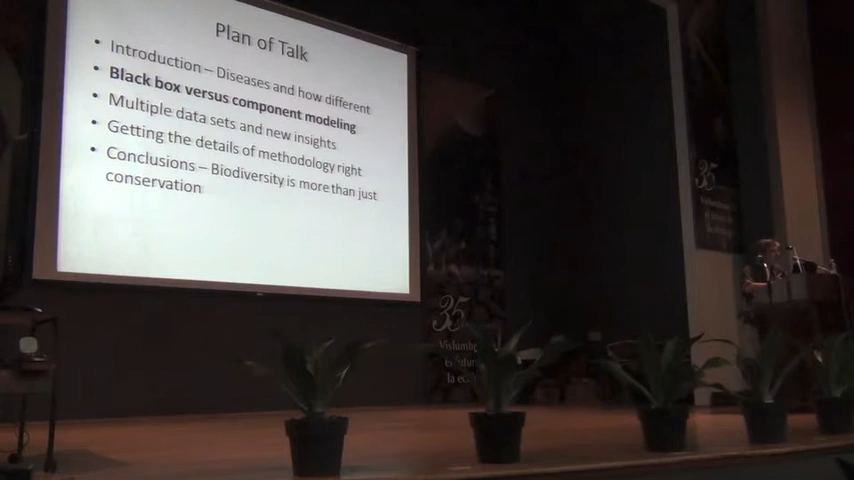 Plan of Talk
• Introduction – Diseases and how different
• Black box versus component modeling
• Multiple data sets and new insights
• Getting the details of methodology right
• Conclusions – Biodiversity is more than just
conservation
35
35